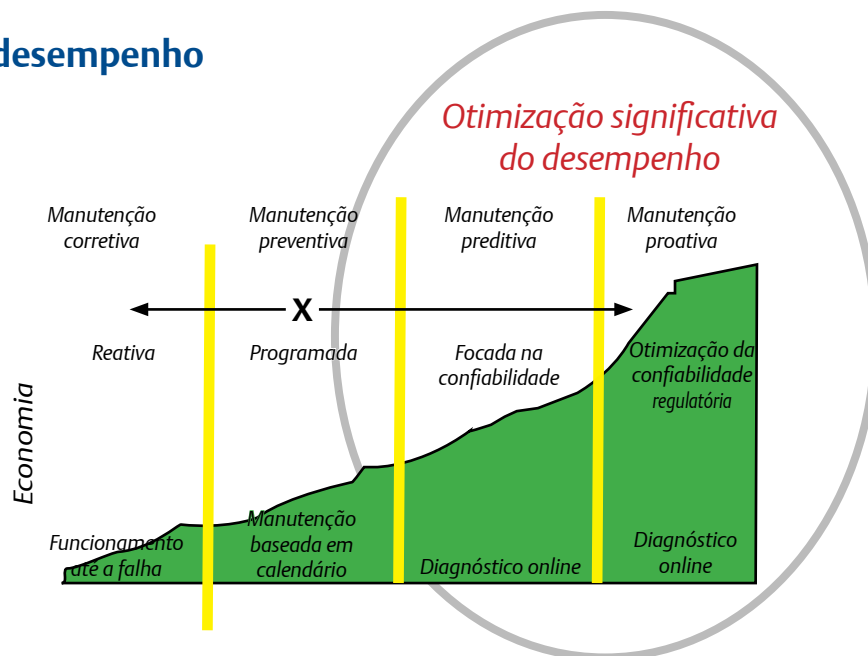 desempenho
Otimização significativa
do desempenho
Manutenção
corretiva
Manutenção
preventiva
Manutenção
preditiva
Manutenção
proativa
X
Reativa
Programada
Focada na
confiabilidade
Otimização da
confiabilidade
regulatória
Economia
Funcionamento
até a falha
Manutenção
baseada em
calendário
Diagnóstico online
Diagnóstico
online